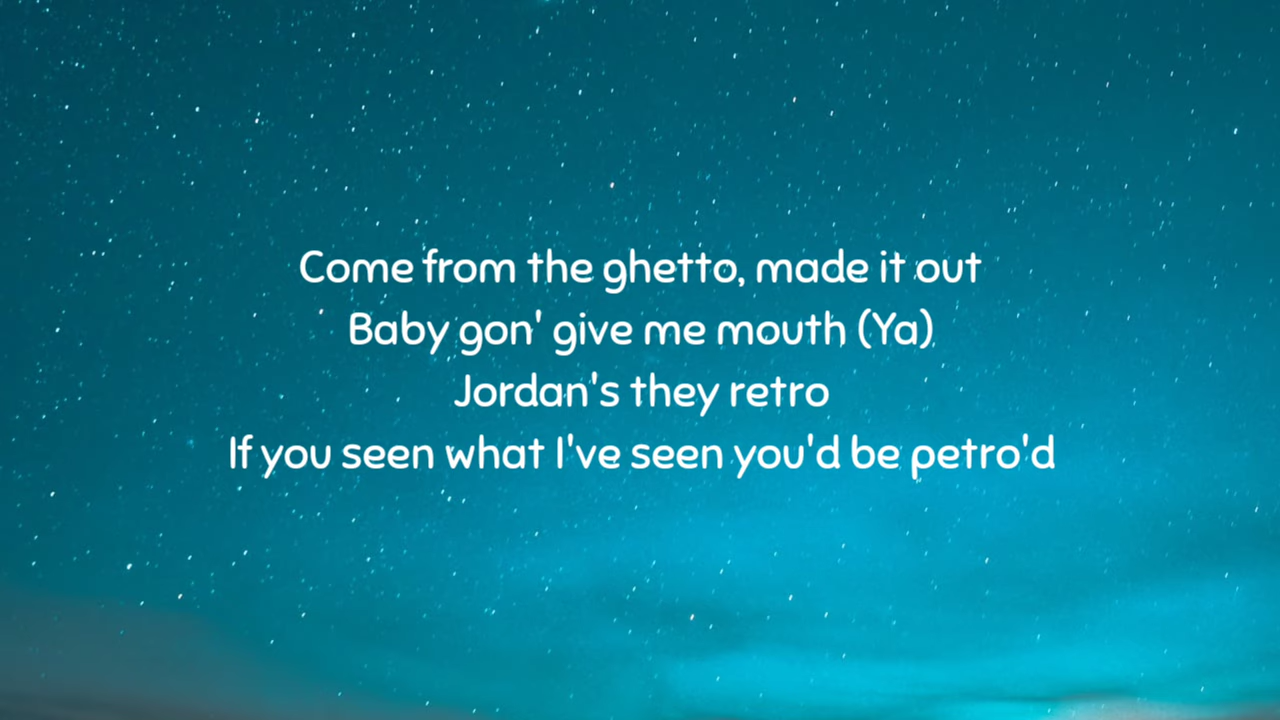 Come from the ghetto, made it out
Baby gon' give me mouth (Ya)
Jordan's they retro
If you seen what I've seen you'd be petro'd